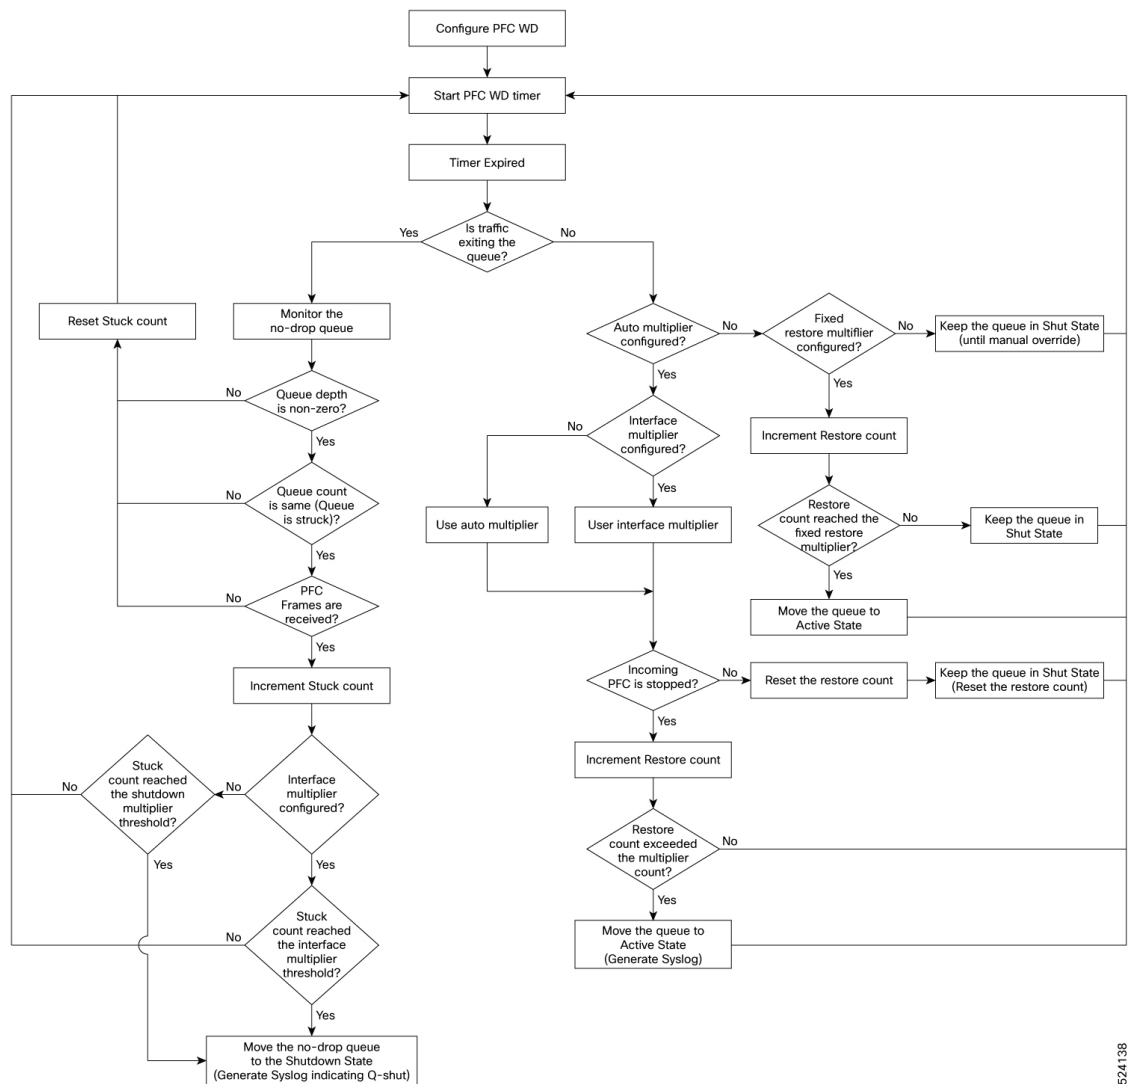 Configure PFC WD
Start PFC WD timer
Timer Expired
Is traffic
exiting the
queue?
Yes
No
Reset Stuck count
Monitor the
no-drop queue
Auto multiplier
configured?
No
Fixed
restore multiflier
configured?
No
Keep the queue in Shut State
(until manual override)
Yes
Yes
No
Queue depth
is non-zero?
Yes
No
Interface
multiplier
configured?
Yes
Increment Restore count
No
Queue count
is same (Queue
is struck)?
Yes
Use auto multiplier
User interface multiplier
Restore
count reached the
fixed restore
multiplier?
No
Keep the queue in
Shut State
Yes
Move the queue to
Active State
No
PFC
Frames are
received?
Yes
Increment Stuck count
Incoming
PFC is stopped?
No
Reset the restore count
Keep the queue in Shut State
(Reset the restore count)
Yes
Increment Restore count
No
Stuck
count reached
the shutdown
multiplier
threshold?
No
Interface
multiplier
configured?
Yes
Yes
Restore
count exceeded
the multiplier
count?
No
Yes
Move the queue to
Active State
(Generate Syslog)
No
Stuck
count reached
the interface
multiplier
threshold?
Yes
Move the no-drop queue
to the Shutdown State
(Generate Syslog indicating Q-shut)
524138